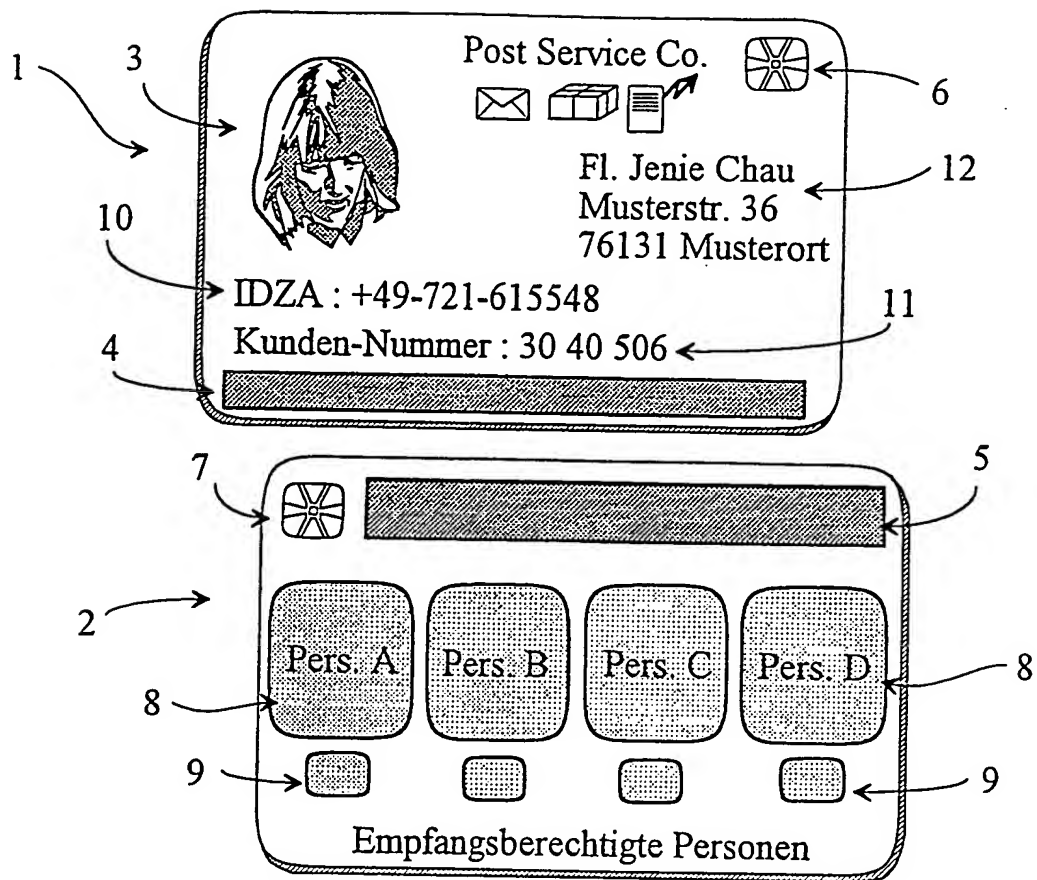 Post Service Co.
1
3
6
Fl. Jenie Chau
12
Musterstr. 36
76131 Musterort
10
IDZA : +49-721-615548
11
Kunden-Nummer : 30 40 506
4
7
5
2
Pers. A
Pers. B
Pers. C
Pers. D
8
8
9
9
Empfangsberechtigte Personen